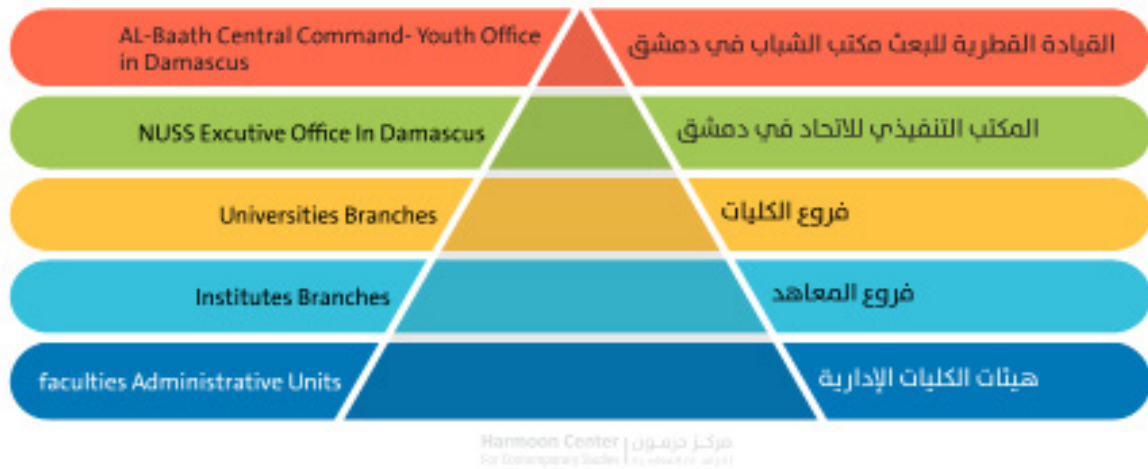 AL-Baath Central Command- Youth Office
in Damascus
القيادة القطرية للبعث مكتب الشباب في دمشق
NUSS Excutive Office In Damascus
المكتب التنفيذي للاتحاد في دمشق
Universities Branches
فروع الكليات
Institutes Branches
فروع المعاهد
faculties Administrative Units
هيئات الكليات الإدارية
Harmoon Center
For Contemporary Studies
مركز حرمون